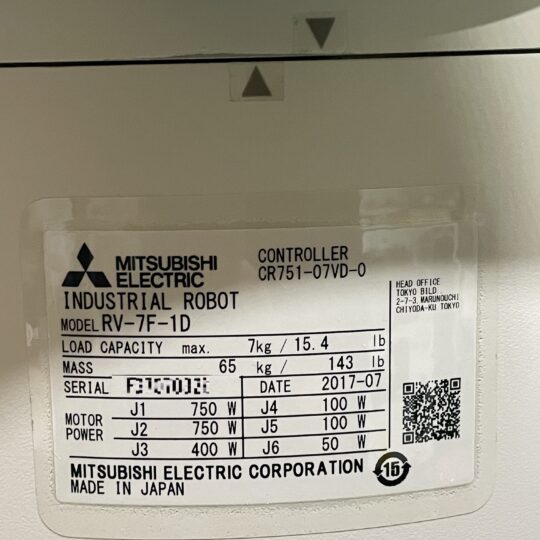 MITSUBISHI
ELECTRIC
CONTROLLER
CR751-07VD-0
INDUSTRIAL ROBOT
MODEL RV-7F-1D
HEAD OFFICE
TOKYO BILD
2-7-3, MARUNOUCHI
CHIYODA-KU TOKYO
LOAD CAPACITY max. 7kg / 15.4 lb
MASS 65 kg / 143 lb
SERIAL DATE 2017-07
MOTOR POWER
J1 750 W J4 100 W
J2 750 W J5 100 W
J3 400 W J6 50 W
MITSUBISHI ELECTRIC CORPORATION 15
MADE IN JAPAN